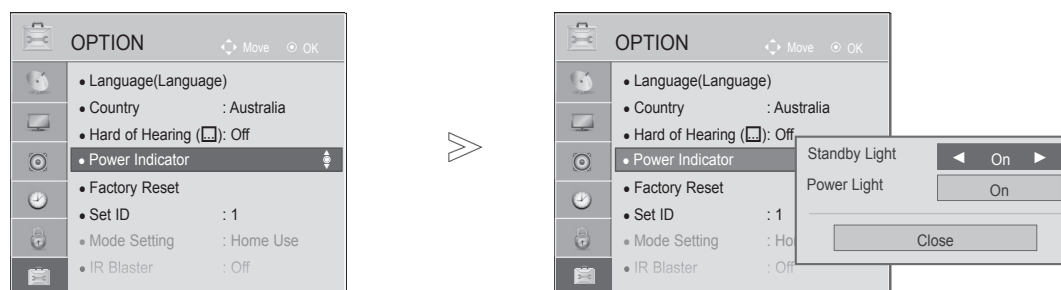 OPTION
Move OK
• Language(Language)
• Country : Australia
• Hard of Hearing ( ): Off
• Power Indicator
• Factory Reset
• Set ID : 1
• Mode Setting : Home Use
• IR Blaster : Off
OPTION
Move OK
• Language(Language)
• Country : Australia
• Hard of Hearing ( ): Off
• Power Indicator
• Factory Reset
• Set ID : 1
• Mode Setting : Ho
• IR Blaster : Off
Standby Light ◀ On ▶
Power Light On
Close